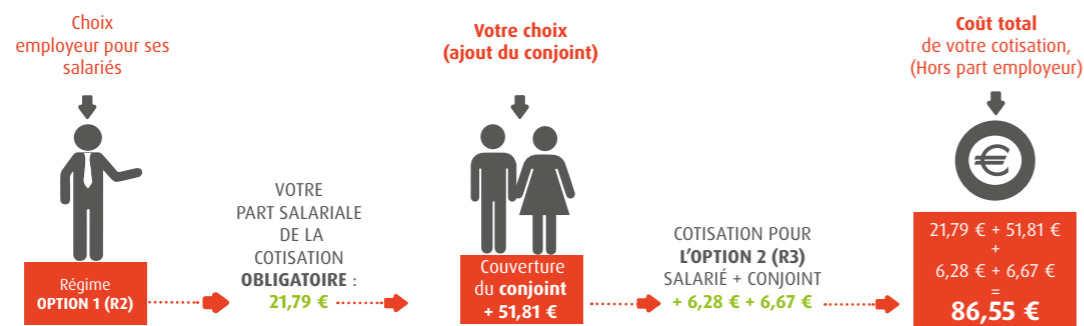 Choix
employeur pour ses
salariés
Régime
OPTION 1 (R2)
VOTRE
PART SALARIALE
DE LA
COTISATION
OBLIGATOIRE :
21,79 €
Votre choix
(ajout du conjoint)
Couverture
du conjoint
+ 51,81 €
COTISATION POUR
L'OPTION 2 (R3)
SALARIÉ + CONJOINT
+ 6,28 € + 6,67 €
Coût total
de votre cotisation,
(Hors part employeur)
€
21,79 € + 51,81 €
+
6,28 € + 6,67 €
=
86,55 €